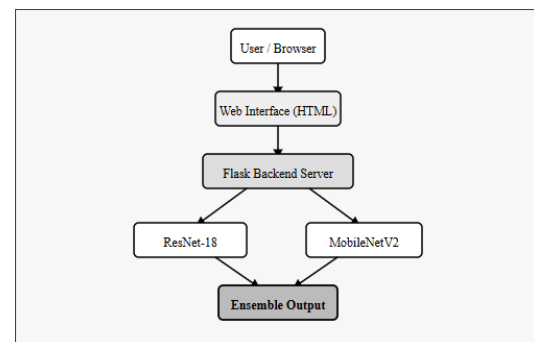 User / Browser
Web Interface (HTML)
Flask Backend Server
ResNet-18
MobileNetV2
Ensemble Output